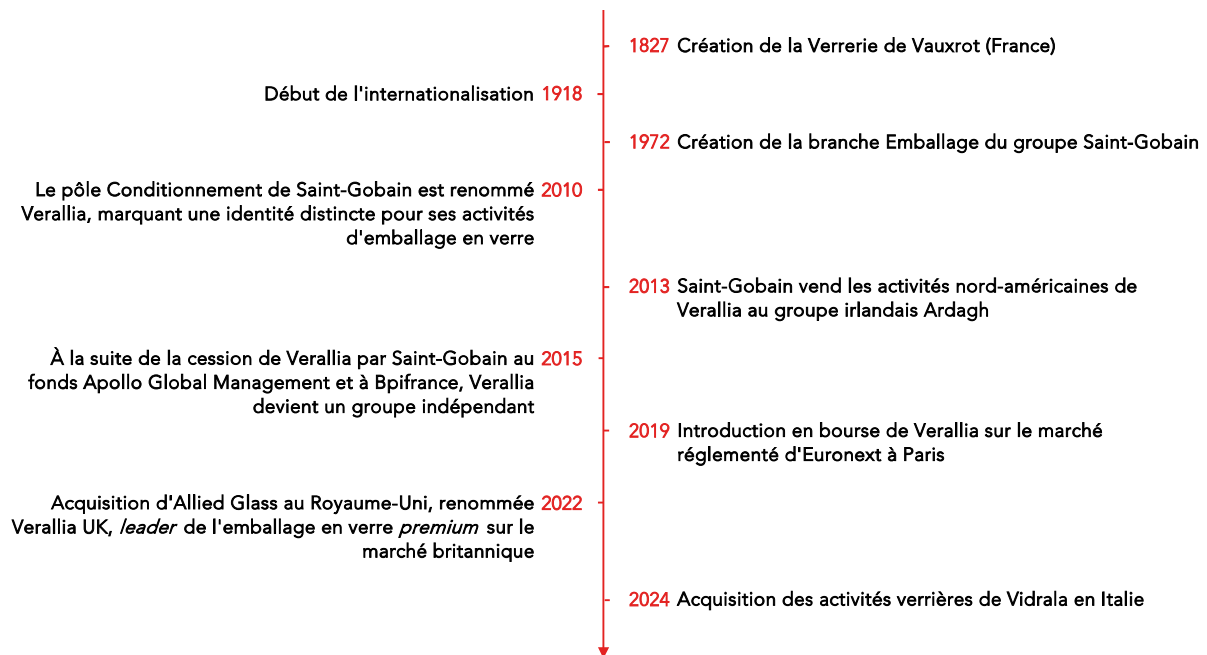 1827 Création de la Verrerie de Vauxrot (France)
Début de l'internationalisation 1918
1972 Création de la branche Emballage du groupe Saint-Gobain
Le pôle Conditionnement de Saint-Gobain est renommé 2010
Verallia, marquant une identité distincte pour ses activités
d'emballage en verre
2013 Saint-Gobain vend les activités nord-américaines de
Verallia au groupe irlandais Ardagh
À la suite de la cession de Verallia par Saint-Gobain au 2015
fonds Apollo Global Management et à Bpifrance, Verallia
devient un groupe indépendant
2019 Introduction en bourse de Verallia sur le marché
réglementé d'Euronext à Paris
Acquisition d'Allied Glass au Royaume-Uni, renommée 2022
Verallia UK, leader de l'emballage en verre premium sur le
marché britannique
2024 Acquisition des activités verrières de Vidrala en Italie